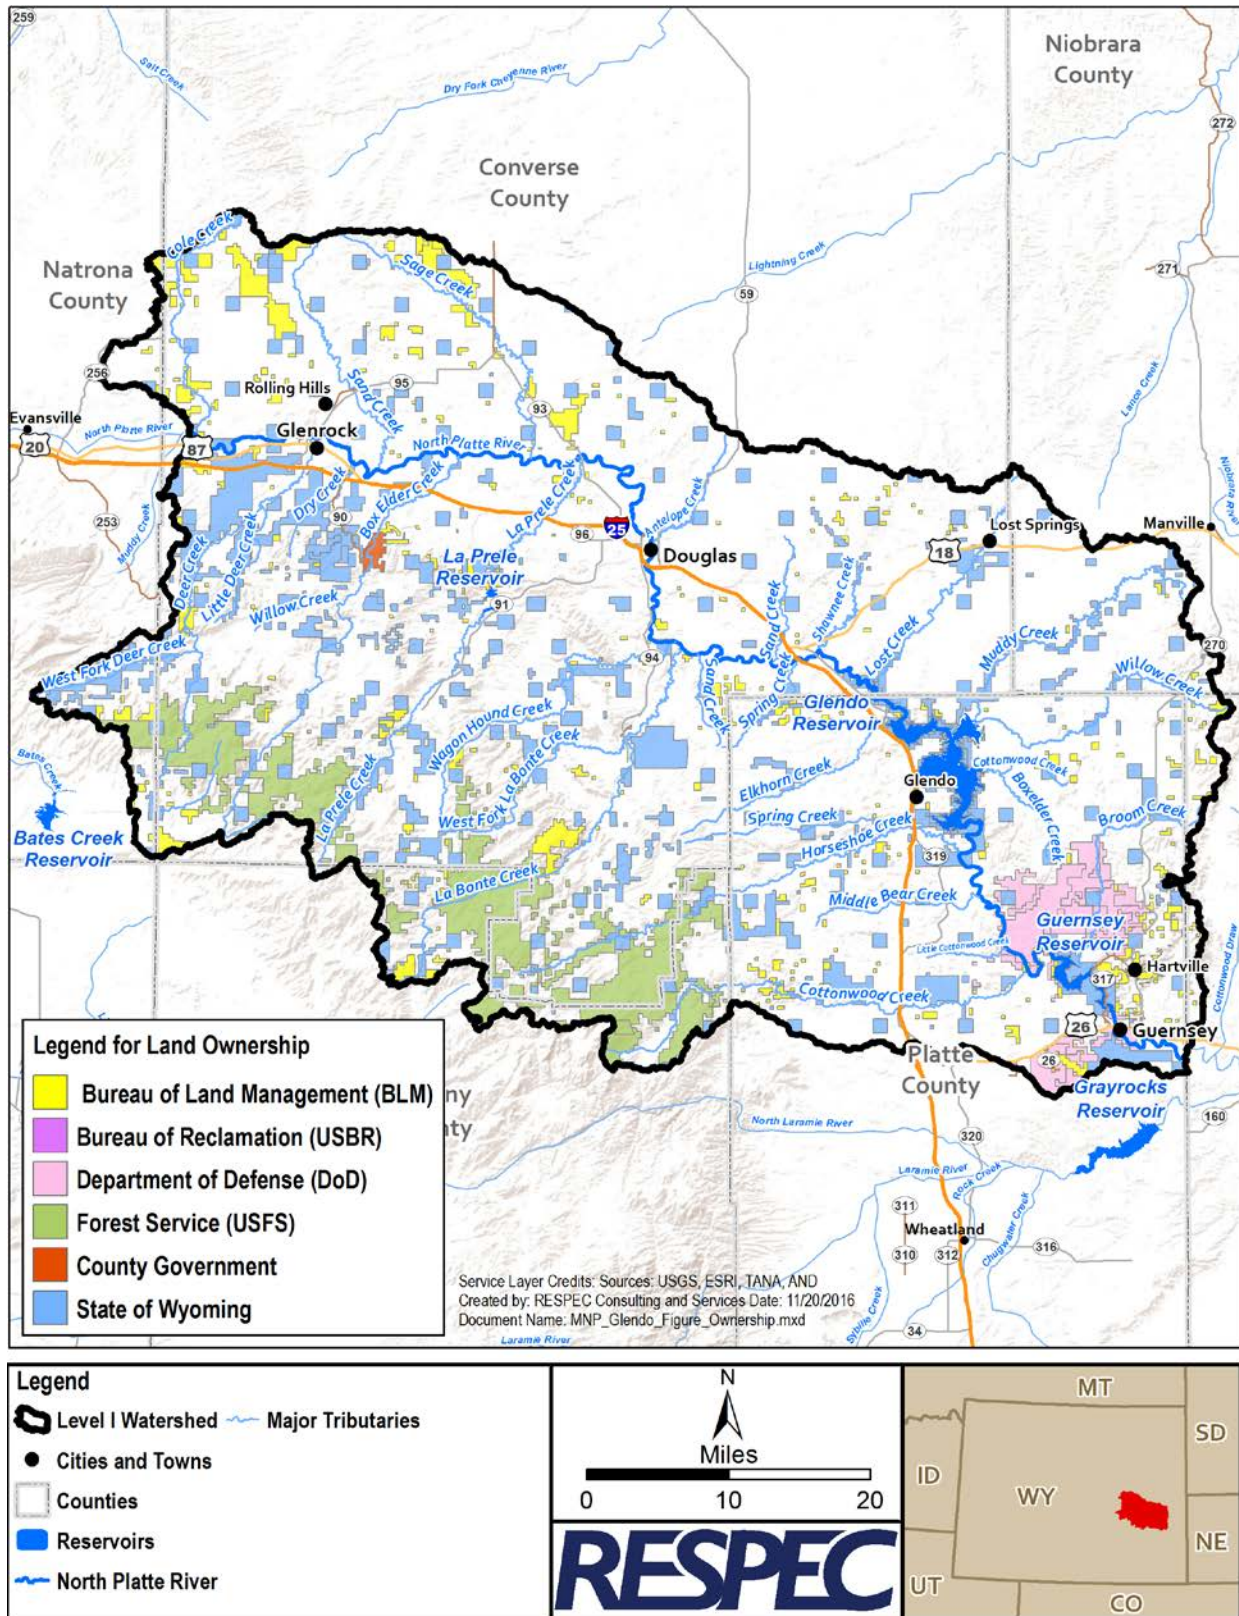 259
Salt Creek
Dry Fork Cheyenne River
Niobrara
County
272
Converse
County
Cole Creek
Sage Creek
Lightning Creek
271
Natrona
County
59
256
Rolling Hills
95
Sand Creek
93
Lance Creek
Evansville
North Platte River
20
87
Glenrock
North Platte River
Niobrara River
Dry Creek
Box Elder Creek
La Prele Creek
253
Muddy Creek
90
96
25
Antelope Creek
Lost Springs
Manville
Douglas
18
Deer Creek
Little Deer Creek
La Prele
Reservoir
91
Willow Creek
Sand Creek
Shawnee Creek
Lost Creek
Muddy Creek
270
West Fork Deer Creek
94
Sand Creek
Spring Creek
Willow Creek
Glendo
Reservoir
Wagon Hound Creek
La Prele Creek
West Fork La Bonte Creek
Bates Creek
Bates Creek
Reservoir
Cottonwood Creek
Boxelder Creek
Elkhorn Creek
Glendo
Broom Creek
Spring Creek
Horseshoe Creek
319
La Bonte Creek
Middle Bear Creek
Guernsey
Reservoir
Little Cottonwood Creek
Hartville
317
Cottonwood Draw
Cottonwood Creek
26
Guernsey
26
Platte
County
Grayrocks
Reservoir
160
ny
ty
North Laramie River
320
Laramie River
Rock Creek
311
Wheatland
310
312
316
Chugwater Creek
Sybille Creek
34
Laramie River
Legend for Land Ownership
Bureau of Land Management (BLM)
Bureau of Reclamation (USBR)
Department of Defense (DoD)
Forest Service (USFS)
County Government
State of Wyoming
Service Layer Credits: Sources: USGS, ESRI, TANA, AND
Created by: RESPEC Consulting and Services Date: 11/20/2016
Document Name: MNP_Glendo_Figure_Ownership.mxd
Legend
Level I Watershed
Major Tributaries
Cities and Towns
Counties
Reservoirs
North Platte River
N
Miles
0 10 20
RESPEC
MT
SD
ID
WY
NE
UT
CO